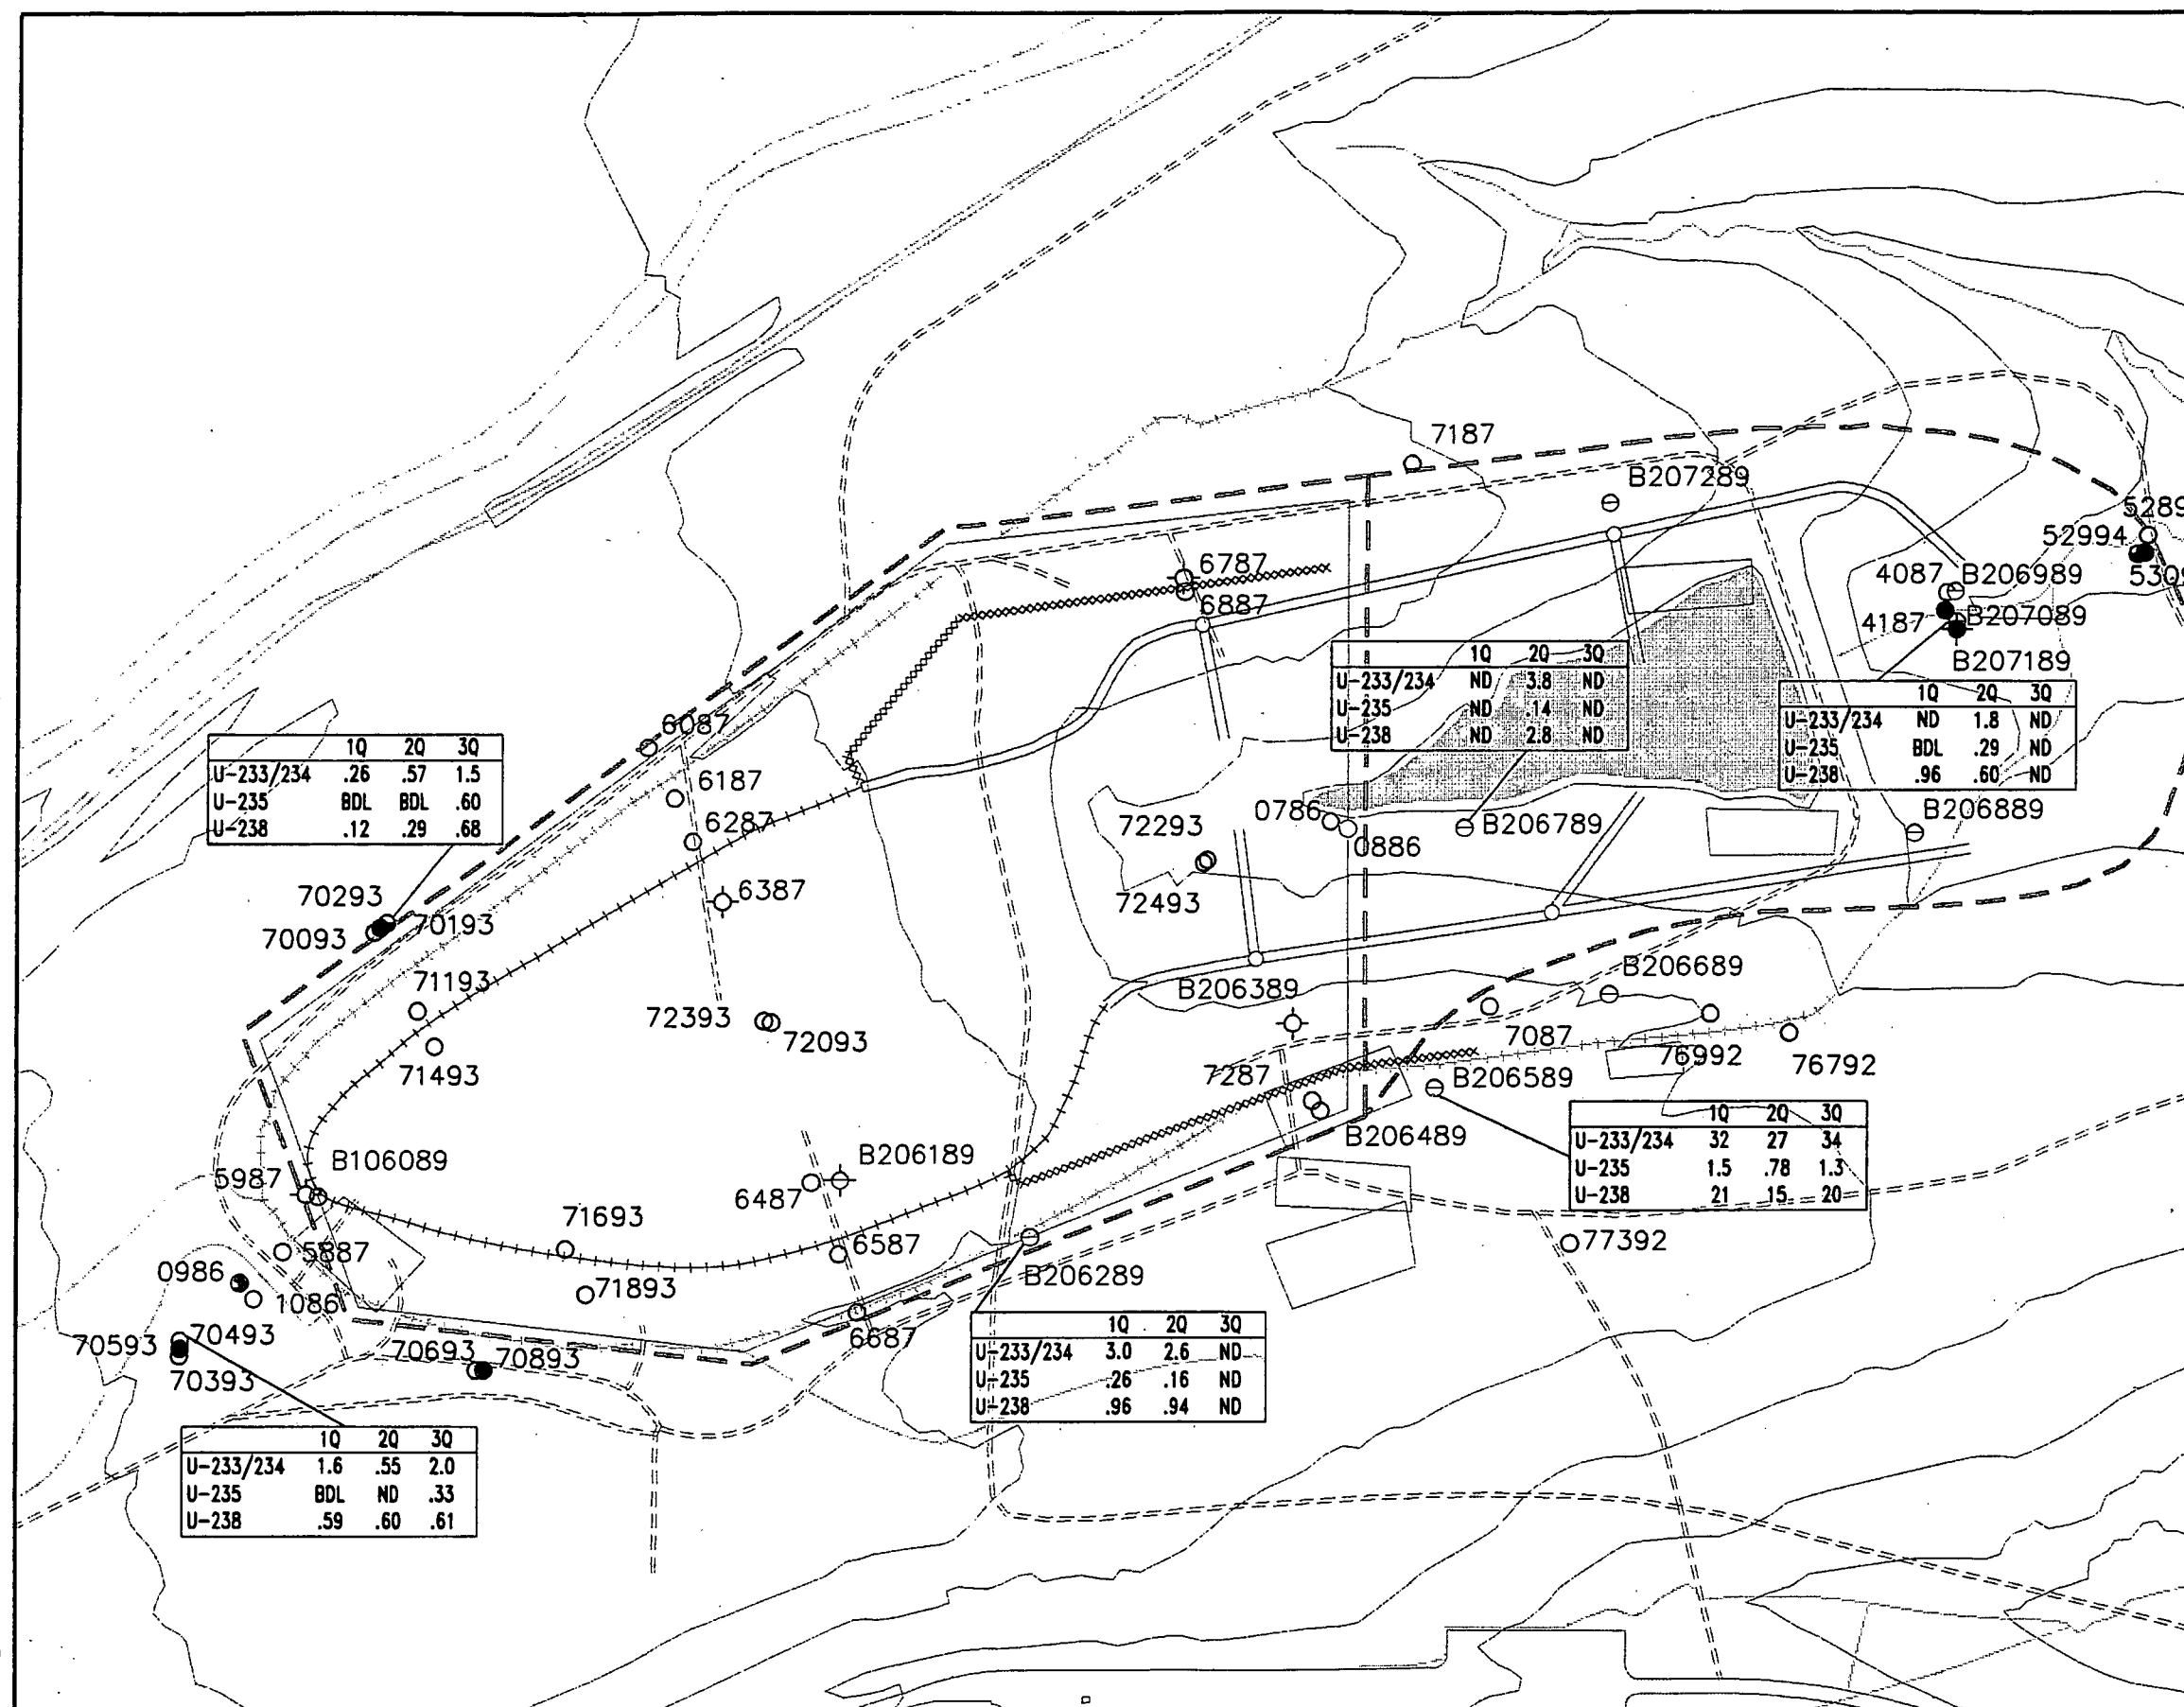 7187
B207289
5289
52994
5309
6787
6887
4087 B206989
4187 B207089
B207189
1Q 2Q 3Q
U-233/234 ND 3.8 ND
U-235 ND .14 ND
U-238 ND 2.8 ND
1Q 2Q 3Q
U-233/234 ND 1.8 ND
U-235 BDL .29 ND
U-238 .96 .60 ND
6087
1Q 2Q 3Q
U-233/234 .26 .57 1.5
U-235 BDL BDL .60
U-238 .12 .29 .68
6187
6287
72293
0786
0886
B206789
B206889
6387
72493
70293
70093
70193
71193
71493
72393
72093
B206389
B206689
7087
76992
76792
7287
B206589
B206489
1Q 2Q 3Q
U-233/234 32 27 34
U-235 1.5 .78 1.3
U-238 21 15 20
B106089
5987
B206189
6487
71693
5887
6587
77392
0986
1086
71893
B206289
6687
70593
70493
70393
70693 70893
1Q 2Q 3Q
U-233/234 3.0 2.6 ND
U-235 .26 .16 ND
U-238 .96 .94 ND
1Q 2Q 3Q
U-233/234 1.6 .55 2.0
U-235 BDL ND .33
U-238 .59 .60 .61